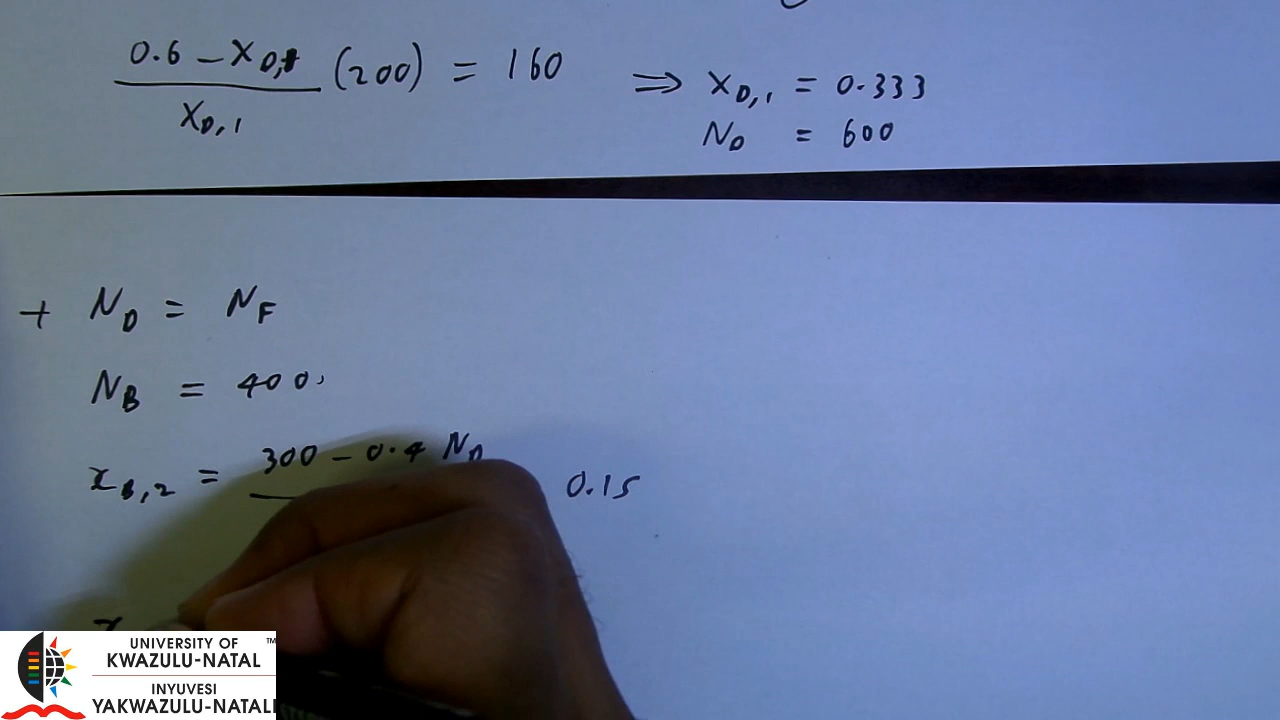 0.6 - x_{D,1} / x_{D,1} (200) = 160 ⇒ x_{D,1} = 0.333
N_D = 600
+ N_D = N_F
N_B = 400,
x_{B,2} = 300 - 0.4 N_D 0.15
x
UNIVERSITY OF ™
KWAZULU-NATAL
INYUVESI
YAKWAZULU-NATALI